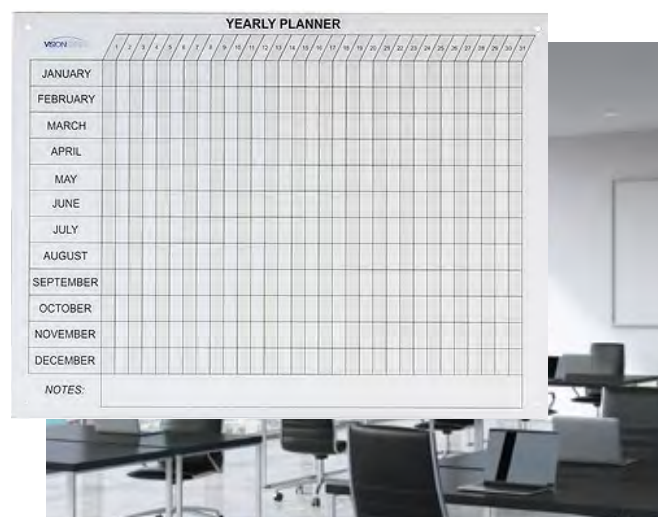 YEARLY PLANNER
VISION
1 2 3 4 5 6 7 8 9 10 11 12 13 14 15 16 17 18 19 20 21 22 23 24 25 26 27 28 29 30 31
JANUARY
FEBRUARY
MARCH
APRIL
MAY
JUNE
JULY
AUGUST
SEPTEMBER
OCTOBER
NOVEMBER
DECEMBER
NOTES: